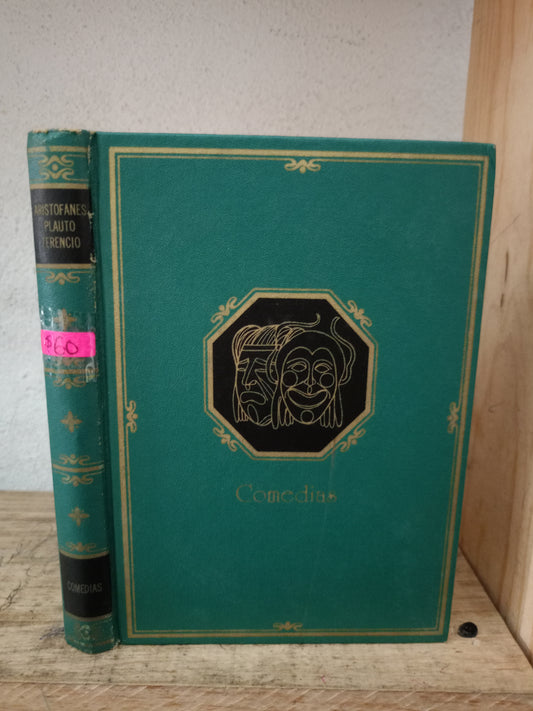 ARISTOFANES
PLAUTO
TERENCIO
$60
COMEDIAS
Comedias